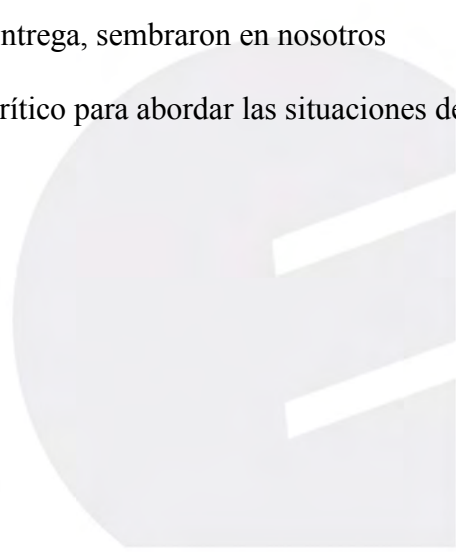 ntrega, sembraron en nosotros
rítico para abordar las situaciones de